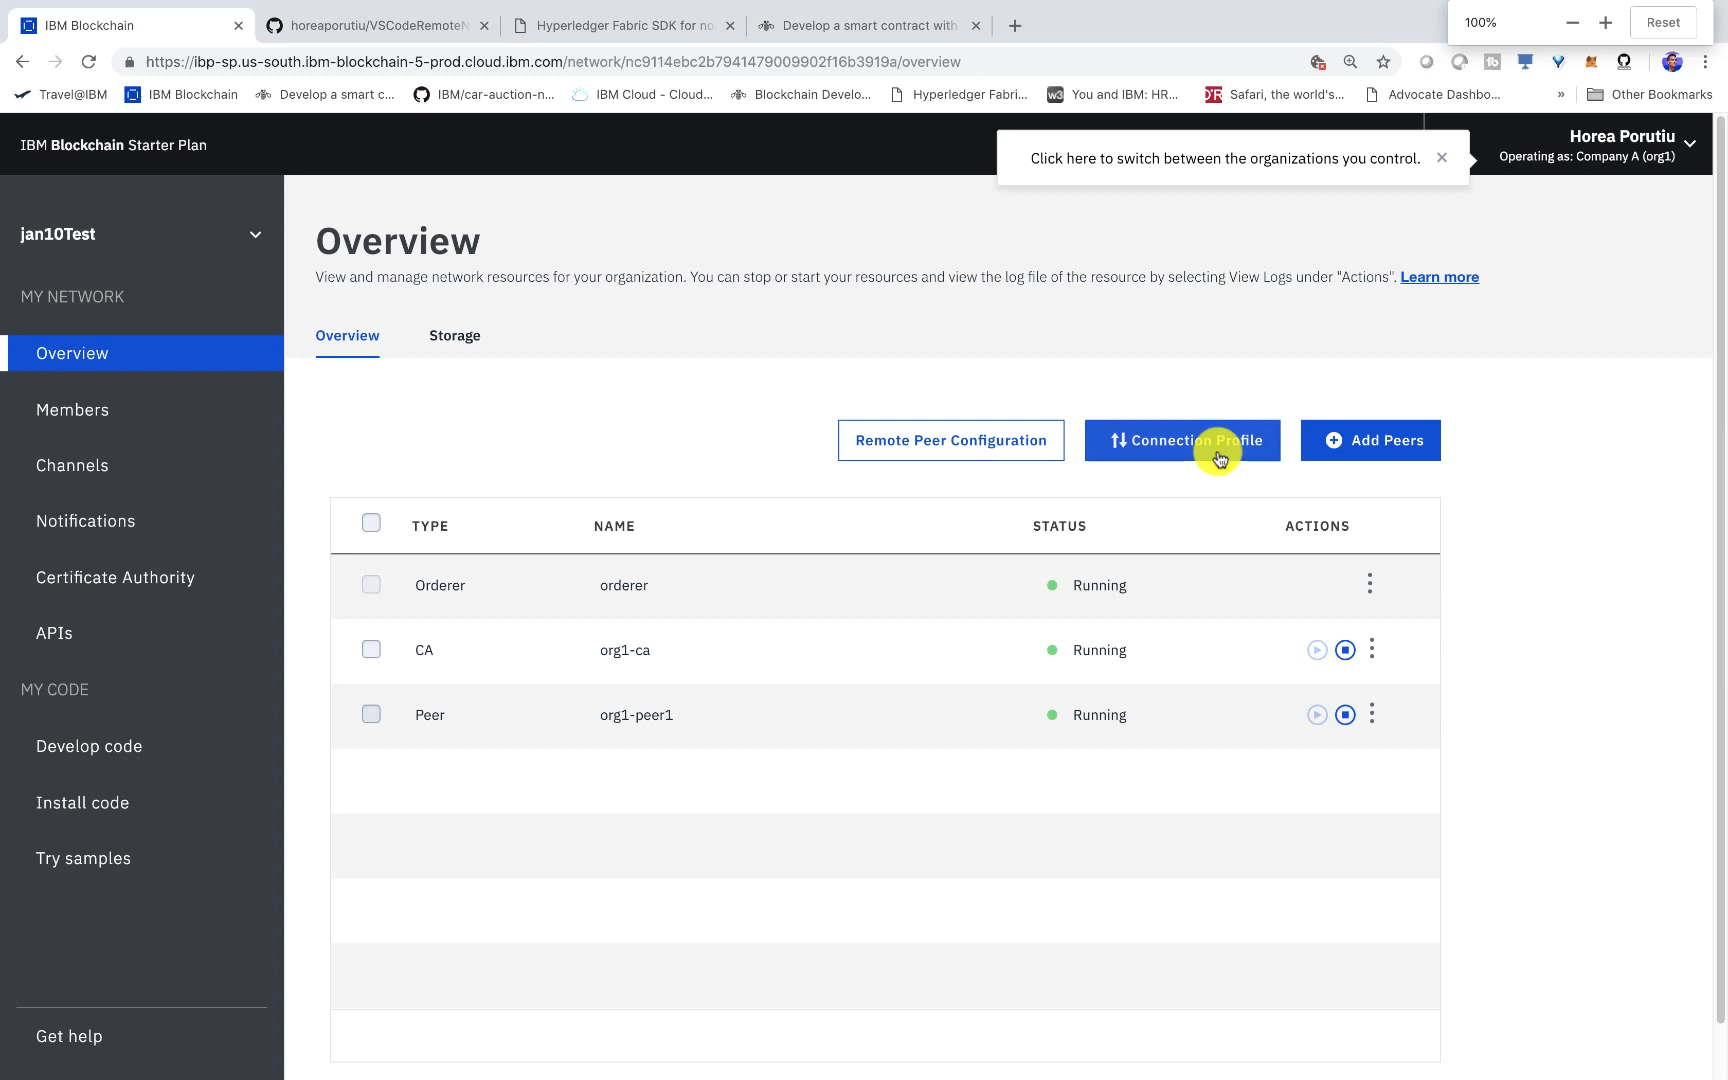 IBM Blockchain
horeaporutiu/VSCodeRemoteN
Hyperledger Fabric SDK for no
Develop a smart contract with
100%
Reset
https://ibp-sp.us-south.ibm-blockchain-5-prod.cloud.ibm.com/network/nc9114ebc2b7941479009902f16b3919a/overview
Travel@IBM
IBM Blockchain
Develop a smart c...
IBM/car-auction-n...
IBM Cloud - Cloud...
Blockchain Develo...
Hyperledger Fabri...
w3
You and IBM: HR...
Safari, the world's...
Advocate Dashbo...
»
Other Bookmarks
IBM Blockchain Starter Plan
Click here to switch between the organizations you control.
Horea Porutiu
Operating as: Company A (org1)
jan10Test
MY NETWORK
Overview
Members
Channels
Notifications
Certificate Authority
APIs
MY CODE
Develop code
Install code
Try samples
Get help
Overview
View and manage network resources for your organization. You can stop or start your resources and view the log file of the resource by selecting View Logs under "Actions". Learn more
Overview
Storage
Remote Peer Configuration
Connection Profile
Add Peers
TYPE NAME STATUS ACTIONS
Orderer orderer Running
CA org1-ca Running
Peer org1-peer1 Running